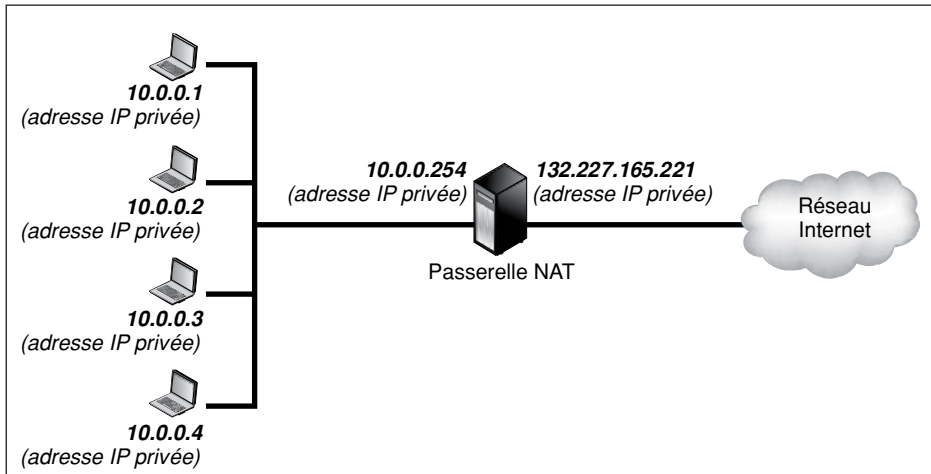 10.0.0.1
(adresse IP privée)
10.0.0.2
(adresse IP privée)
10.0.0.3
(adresse IP privée)
10.0.0.4
(adresse IP privée)
10.0.0.254
(adresse IP privée)
132.227.165.221
(adresse IP privée)
Passerelle NAT
Réseau
Internet